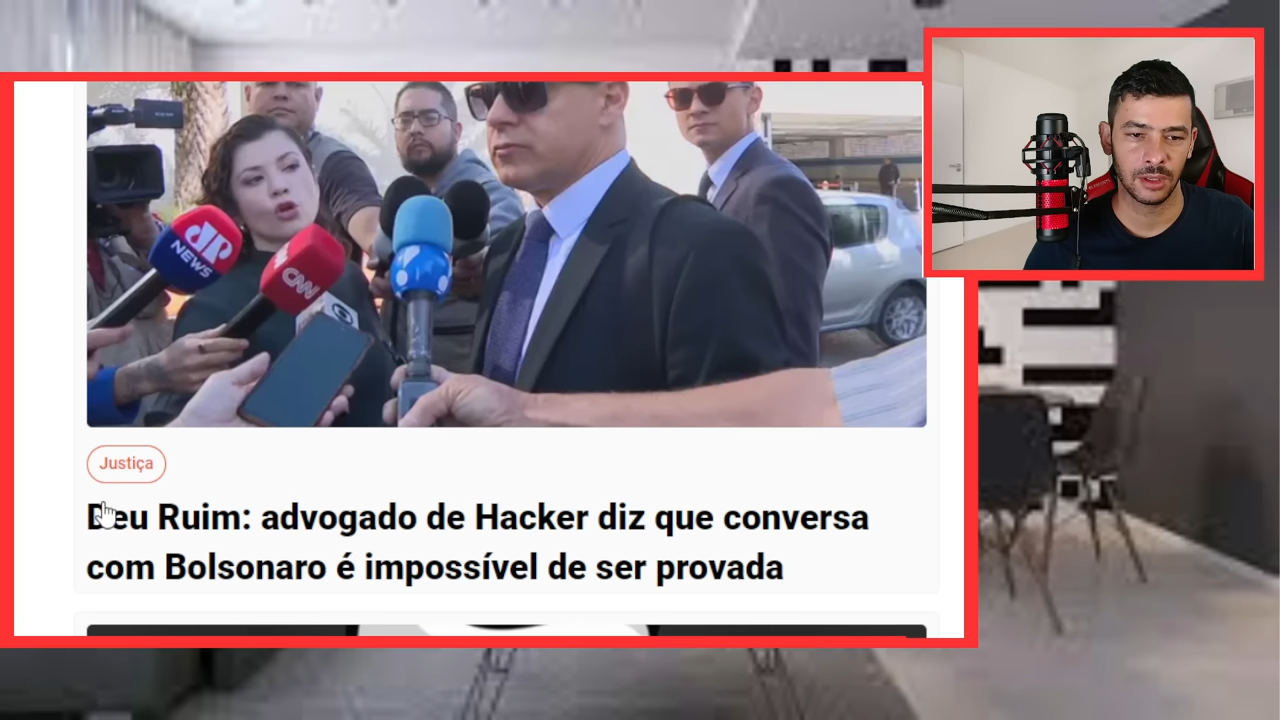 JP
NEWS
CNN
Justiça
Deu Ruim: advogado de Hacker diz que conversa
com Bolsonaro é impossível de ser provada